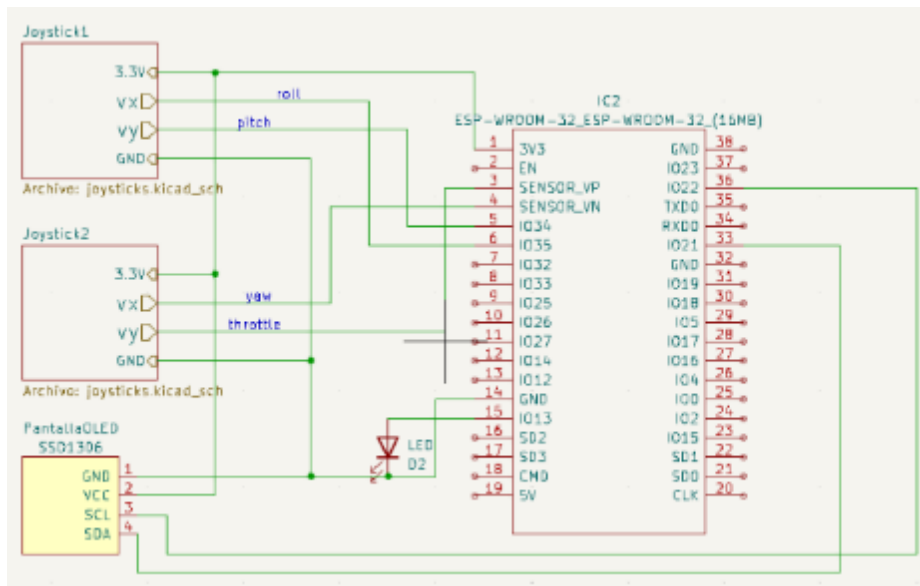 Joystick1
3.3V
vx
vy
GND
Archivo: joysticks.kicad_sch
roll
pitch
Joystick2
3.3V
vx
vy
GND
Archivo: joysticks.kicad_sch
yaw
throttle
PantallaOLED
SSD1306
GND 1
VCC 2
SCL 3
SDA 4
LED
D2
IC2
ESP-WROOM-32_ESP-WROOM-32_(16MB)
1 3V3 GND 38
2 EN IO23 37
3 SENSOR_VP IO22 36
4 SENSOR_VN TXD0 35
5 IO34 RXD0 34
6 IO35 IO21 33
7 IO32 GND 32
8 IO33 IO19 31
9 IO25 IO18 30
10 IO26 IO5 29
11 IO27 IO17 28
12 IO14 IO16 27
13 IO12 IO4 26
14 GND IO0 25
15 IO13 IO2 24
16 SD2 IO15 23
17 SD3 SD1 22
18 CMD SD0 21
19 5V CLK 20